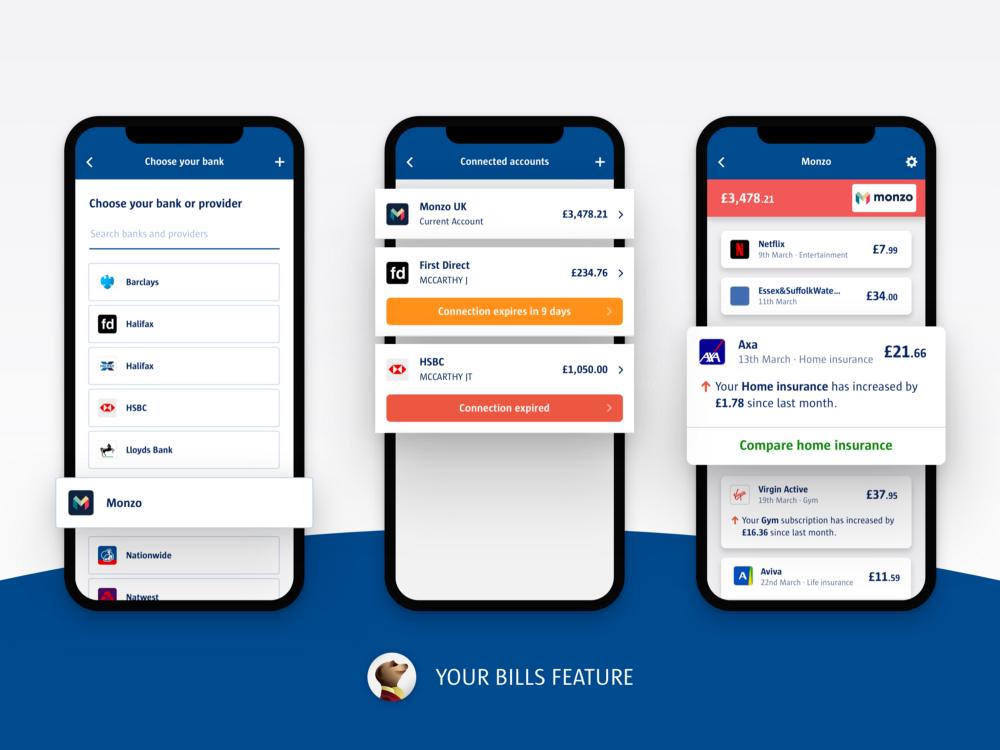 Choose your bank
Choose your bank or provider
Search banks and providers
Barclays
fd
Halifax
Halifax
HSBC
Lloyds Bank
Monzo
Nationwide
Natwest
Connected accounts
Monzo UK
Current Account
£3,478.21
fd
First Direct
MCCARTHY J
£234.76
Connection expires in 9 days
HSBC
MCCARTHY JT
£1,050.00
Connection expired
Monzo
£3,478.21
monzo
Netflix
9th March · Entertainment
£7.99
Essex&SuffolkWate...
11th March
£34.00
AXA
Axa
13th March · Home insurance
£21.66
Your Home insurance has increased by
£1.78 since last month.
Compare home insurance
Virgin
Virgin Active
19th March · Gym
£37.95
Your Gym subscription has increased by
£16.36 since last month.
A
Aviva
22nd March · Life insurance
£11.59
YOUR BILLS FEATURE